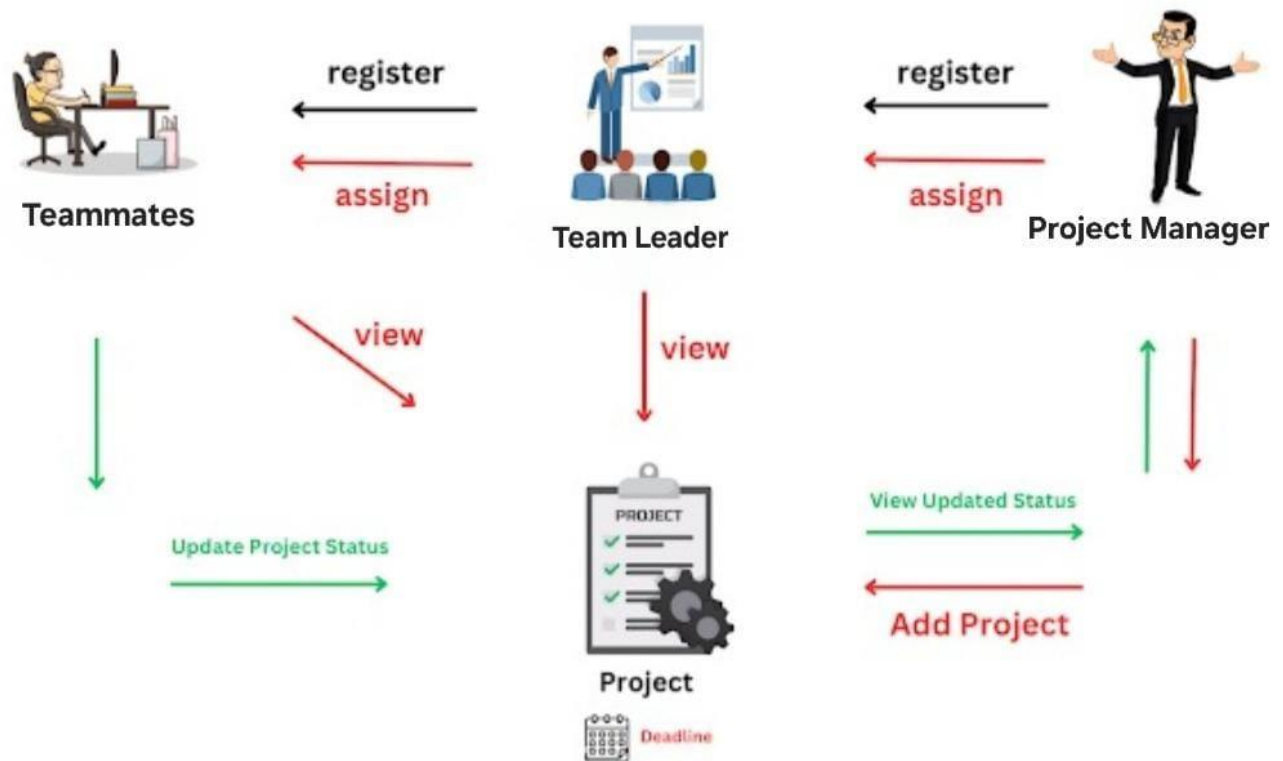 register
register
assign
assign
Teammates
Team Leader
Project Manager
view
view
PROJECT
View Updated Status
Update Project Status
Add Project
Project
Deadline